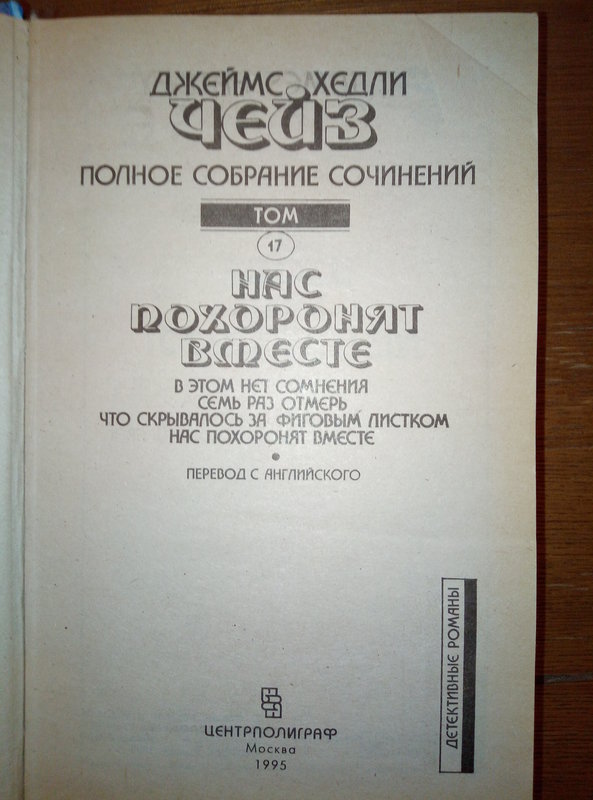 ДЖЕЙМС ХЕДЛИ
ЧЕЙЗ
ПОЛНОЕ СОБРАНИЕ СОЧИНЕНИЙ
ТОМ
17
НАС
ПОХОРОНЯТ
ВМЕСТЕ
В ЭТОМ НЕТ СОМНЕНИЯ
СЕМЬ РАЗ ОТМЕРЬ
ЧТО СКРЫВАЛОСЬ ЗА ФИГОВЫМ ЛИСТКОМ
НАС ПОХОРОНЯТ ВМЕСТЕ
ПЕРЕВОД С АНГЛИЙСКОГО
ДЕТЕКТИВНЫЕ РОМАНЫ
ЦЕНТРПОЛИГРАФ
Москва
1995